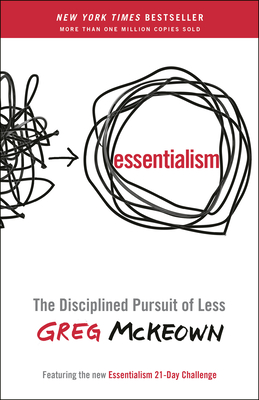 NEW YORK TIMES BESTSELLER
MORE THAN ONE MILLION COPIES SOLD
essentialism
The Disciplined Pursuit of Less
GREG MCKEOWN
Featuring the new Essentialism 21-Day Challenge